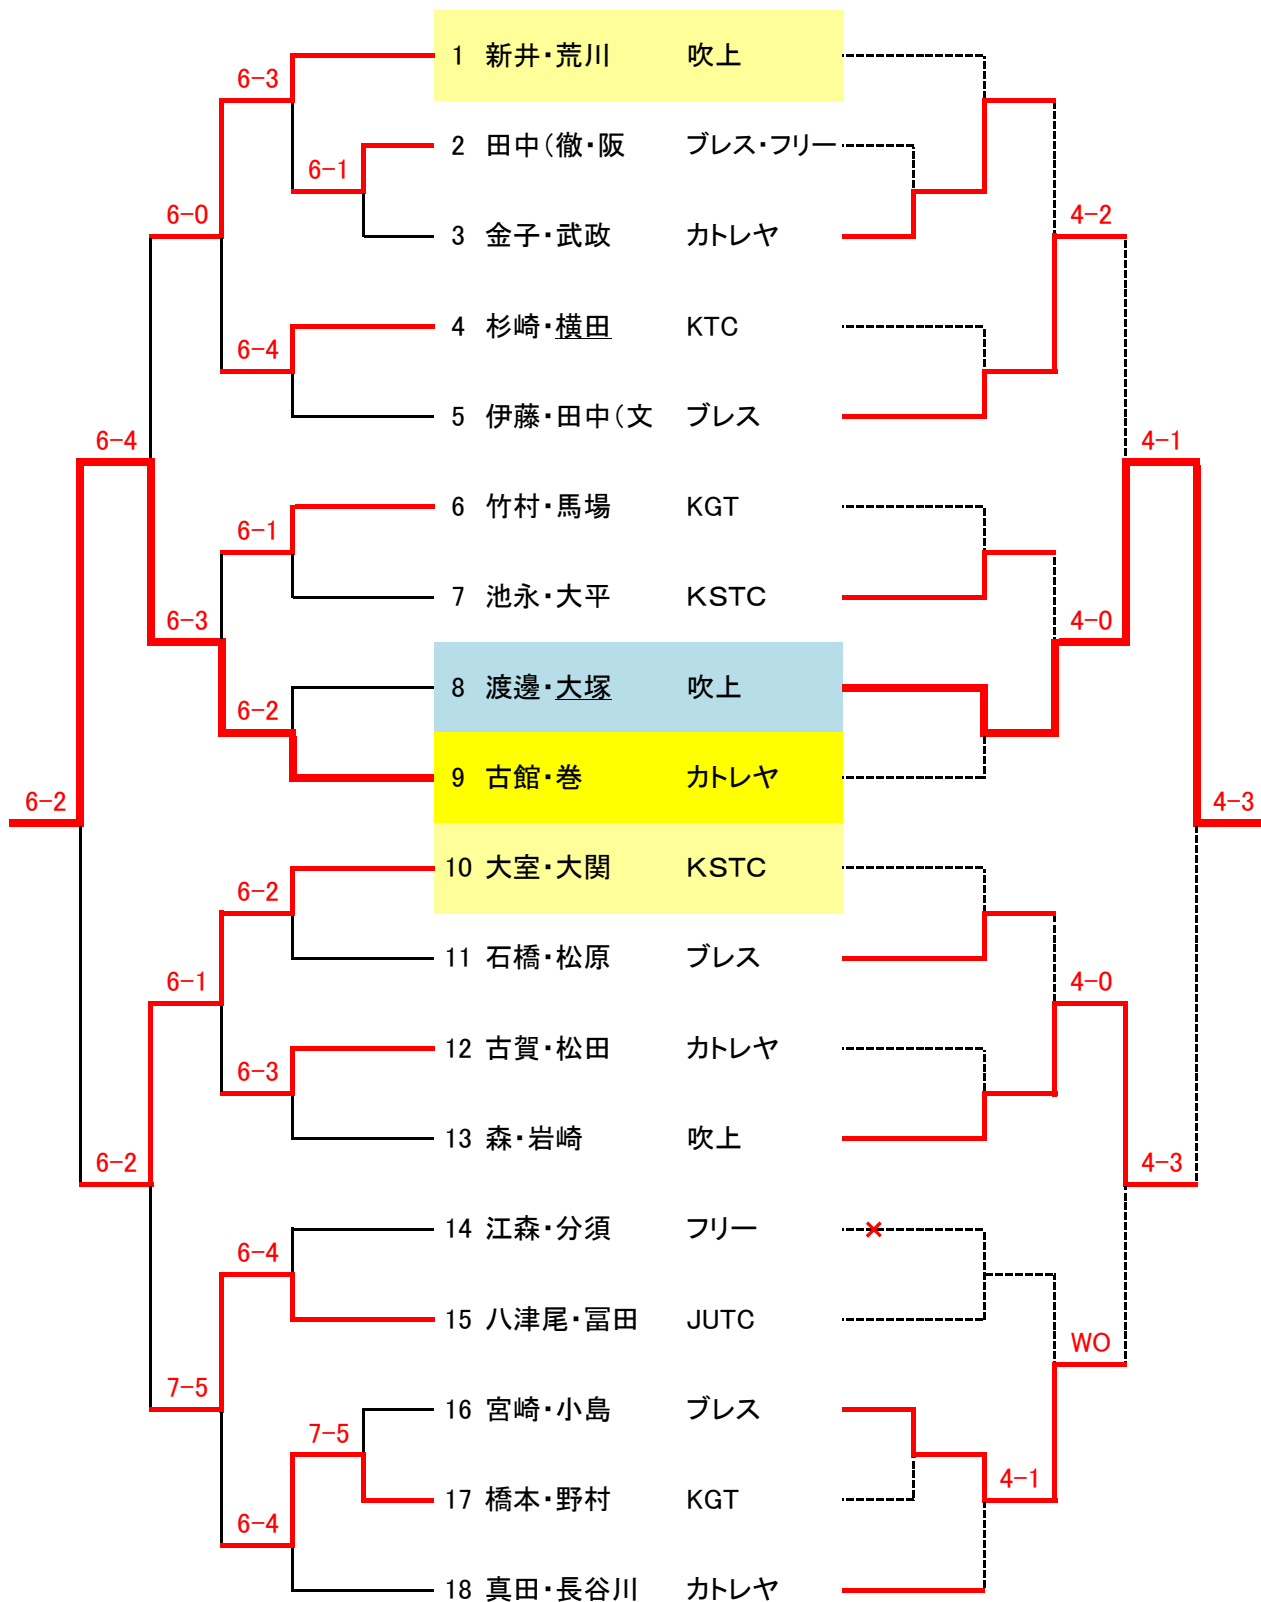 1 新井・荒川 吹上
6-3
2 田中(徹・阪 ブレス・フリー
6-1
6-0 4-2
3 金子・武政 カトレヤ
4 杉崎・横田 KTC
6-4
5 伊藤・田中(文 ブレス
6-4 4-1
6 竹村・馬場 KGT
6-1
7 池永・大平 KSTC
6-3 4-0
8 渡邊・大塚 吹上
6-2
9 古館・巻 カトレヤ
6-2 4-3
10 大室・大関 KSTC
6-2
11 石橋・松原 ブレス
6-1 4-0
12 古賀・松田 カトレヤ
6-3
13 森・岩崎 吹上
6-2 4-3
14 江森・分須 フリー ×
6-4
15 八津尾・冨田 JUTC
WO
7-5
16 宮崎・小島 ブレス
7-5
4-1
17 橋本・野村 KGT
6-4
18 真田・長谷川 カトレヤ